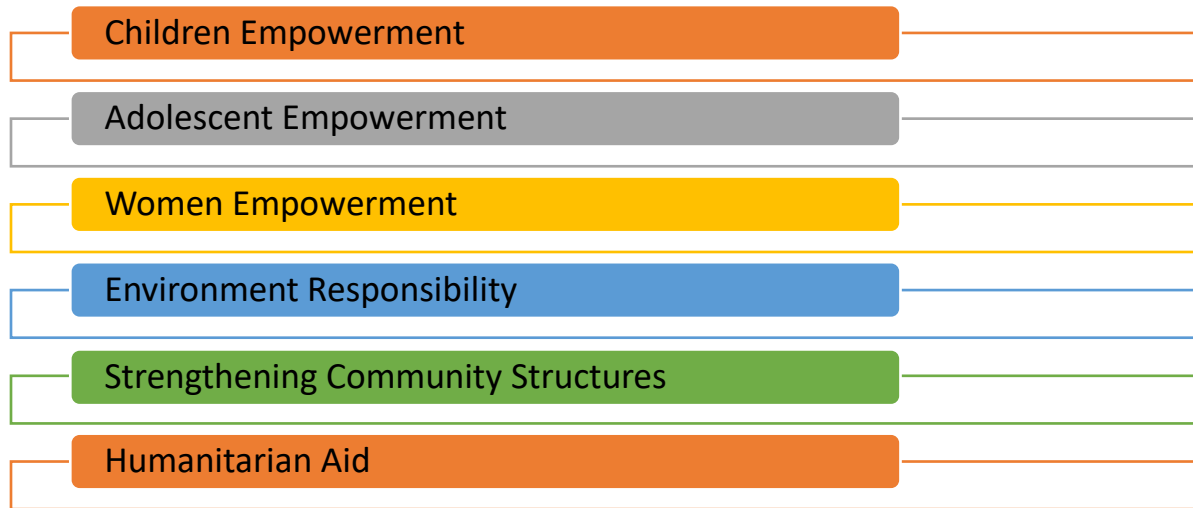 Children Empowerment
Adolescent Empowerment
Women Empowerment
Environment Responsibility
Strengthening Community Structures
Humanitarian Aid